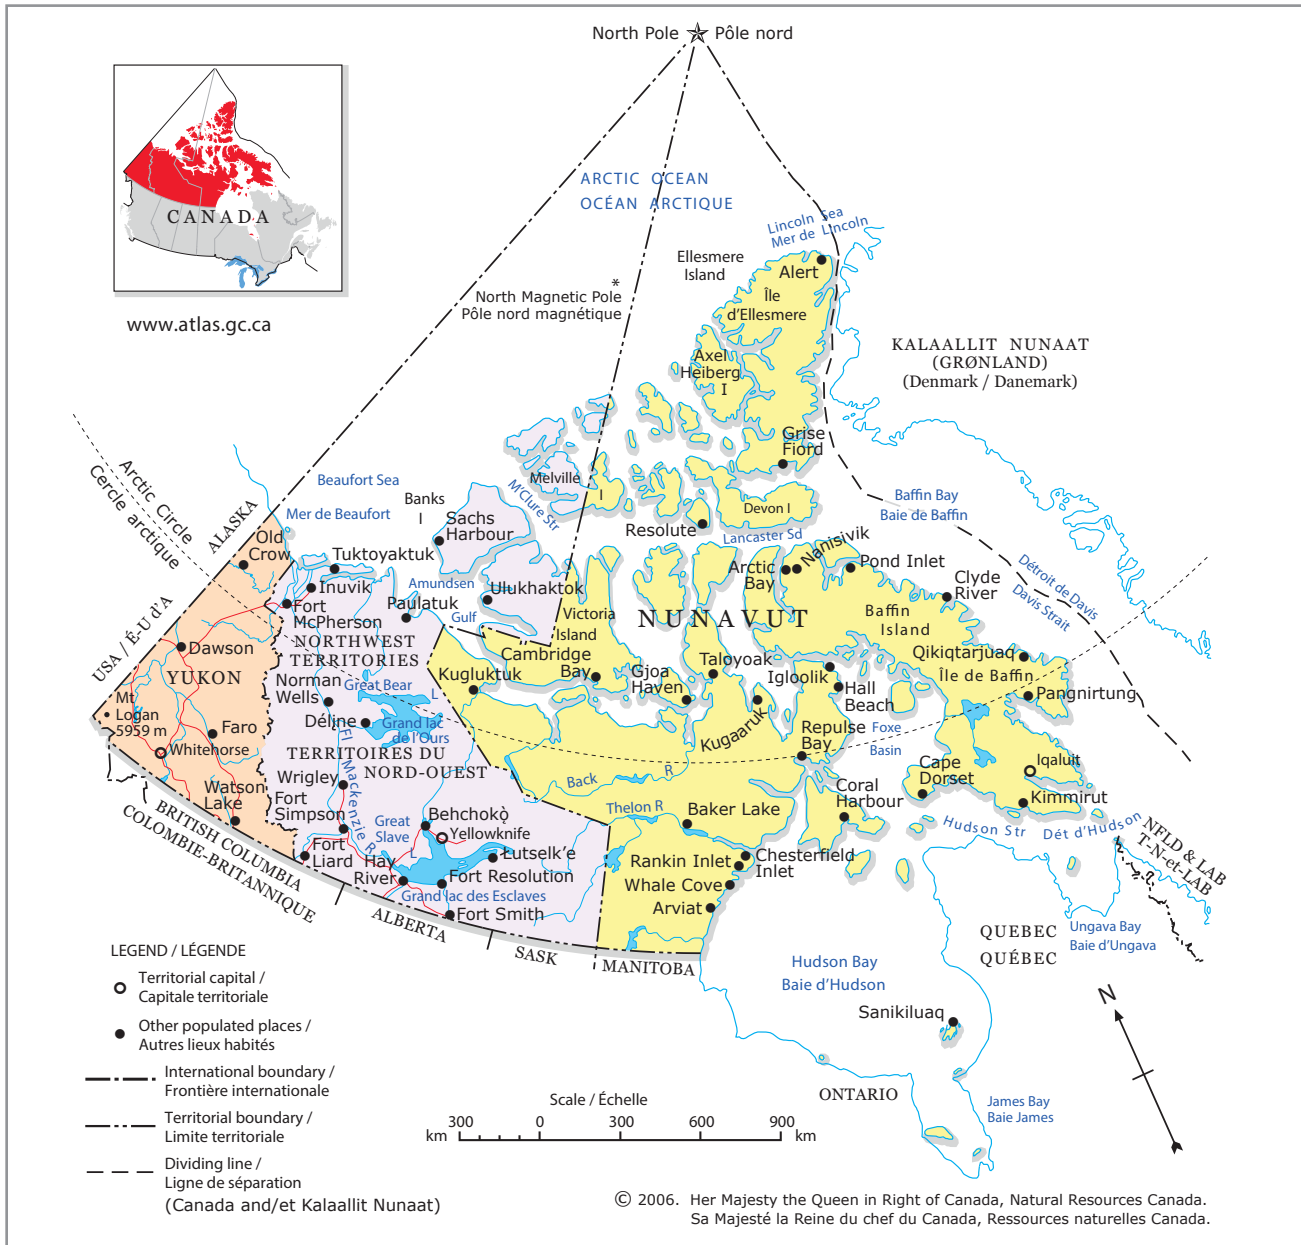 North Pole
Pôle nord
CANADA
www.atlas.gc.ca
ARCTIC OCEAN
OCÉAN ARCTIQUE
Lincoln Sea
Mer de Lincoln
Ellesmere
Island
Alert
Île
d'Ellesmere
*
North Magnetic Pole
Pôle nord magnétique
Axel
Heiberg
I
KALAALLIT NUNAAT
(GRØNLAND)
(Denmark / Danemark)
Grise
Fiord
Arctic Circle
Cercle arctique
Beaufort Sea
Mer de Beaufort
Banks
I
Sachs
Harbour
Melville
I
M'Clure Str
Resolute
Devon I
Lancaster Sd
Baffin Bay
Baie de Baffin
Détroit de Davis
Davis Strait
ALASKA
USA / É-U d'A
Old
Crow
Tuktoyaktuk
Inuvik
Fort
McPherson
Paulatuk
Amundsen
Gulf
Ulukhaktok
Victoria
Island
NUNAVUT
Arctic
Bay
Nanisivik
Pond Inlet
Clyde
River
Baffin
Island
Qikiqtarjuaq
Île de Baffin
Pangnirtung
Dawson
YUKON
NORTHWEST
TERRITORIES
Norman
Wells
Great Bear
L
Kugluktuk
Cambridge
Bay
Gjoa
Haven
Taloyoak
Igloolik
Hall
Beach
Kugaaruk
Repulse
Bay
Foxe
Basin
Mt
Logan
5959 m
Faro
Whitehorse
Déline
Grand lac
de l'Ours
TERRITOIRES DU
NORD-OUEST
Fl Mackenzie R
Wrigley
Fort
Simpson
Watson
Lake
Back
R
Thelon R
Baker Lake
Coral
Harbour
Cape
Dorset
Iqaluit
Kimmirut
Hudson Str
Dét d'Hudson
NFLD & LAB
T-N-et-LAB
Great
Slave
L
Behchokǫ̀
Yellowknife
Lutselk'e
Fort
Liard
Hay
River
Fort Resolution
Grand lac des Esclaves
Fort Smith
Rankin Inlet
Chesterfield
Inlet
Whale Cove
Arviat
BRITISH COLUMBIA
COLOMBIE-BRITANNIQUE
ALBERTA
SASK
MANITOBA
QUEBEC
QUÉBEC
Ungava Bay
Baie d'Ungava
Hudson Bay
Baie d'Hudson
Sanikiluaq
N
ONTARIO
James Bay
Baie James
LEGEND / LÉGENDE
Territorial capital /
Capitale territoriale
Other populated places /
Autres lieux habités
International boundary /
Frontière internationale
Territorial boundary /
Limite territoriale
Dividing line /
Ligne de séparation
(Canada and/et Kalaallit Nunaat)
Scale / Échelle
300 0 300 600 900
km km
© 2006. Her Majesty the Queen in Right of Canada, Natural Resources Canada.
Sa Majesté la Reine du chef du Canada, Ressources naturelles Canada.